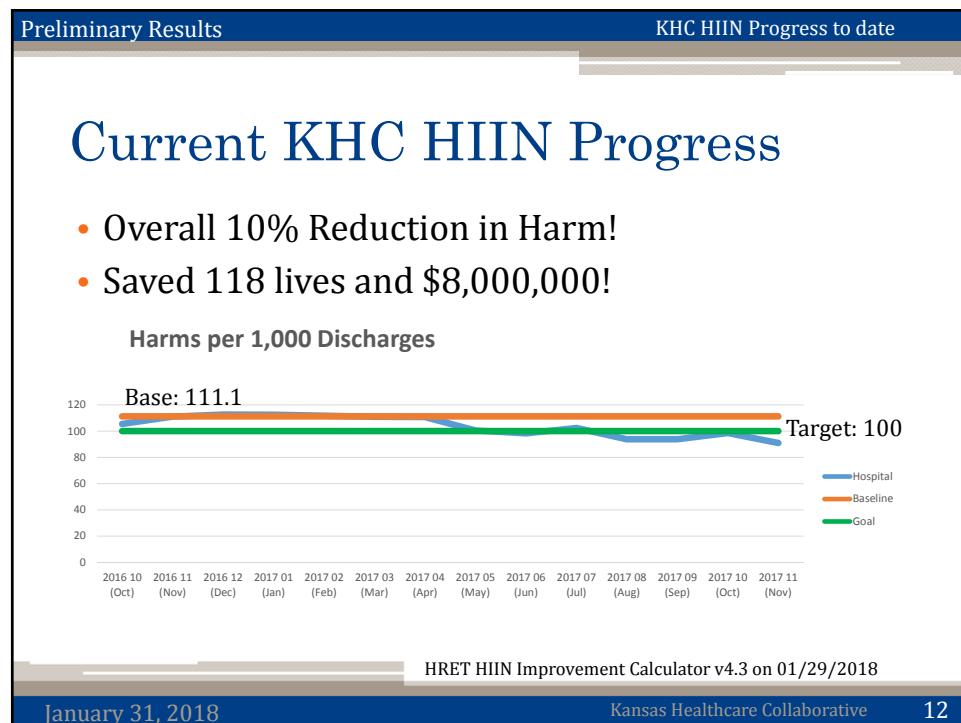 Preliminary Results
KHC HIIN Progress to date
Current KHC HIIN Progress
• Overall 10% Reduction in Harm!
• Saved 118 lives and $8,000,000!
Harms per 1,000 Discharges
Base: 111.1
Target: 100
120
100
80
60
40
20
0
Hospital
Baseline
Goal
2016 10 2016 11 2016 12 2017 01 2017 02 2017 03 2017 04 2017 05 2017 06 2017 07 2017 08 2017 09 2017 10 2017 11
(Oct) (Nov) (Dec) (Jan) (Feb) (Mar) (Apr) (May) (Jun) (Jul) (Aug) (Sep) (Oct) (Nov)
HRET HIIN Improvement Calculator v4.3 on 01/29/2018
January 31, 2018
Kansas Healthcare Collaborative
12